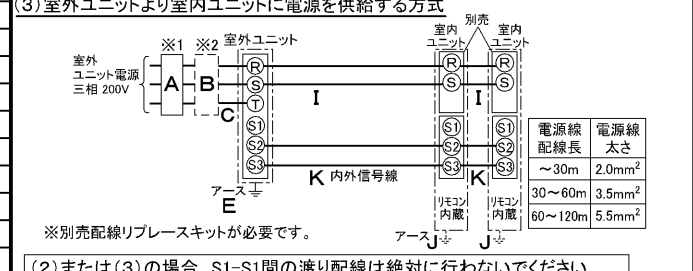 (3)室外ユニットより室内ユニットに電源を供給する方式
別売
※1 ※2 室外ユニット
室内ユニット 室内ユニット
室外
ユニット電源
三相 200V
A B C
R R R
S S S
T
I I
S1 S1 S1
S2 S2 S2
S3 S3 S3
K 内外信号線 K
アース
E
リモコン内蔵 リモコン内蔵
アース J J
電源線配線長 電源線太さ
~30m 2.0mm²
30~60m 3.5mm²
60~120m 5.5mm²
※別売配線リプレースキットが必要です。
(2)または(3)の場合、S1-S1間の渡り配線は絶対に行わないでください